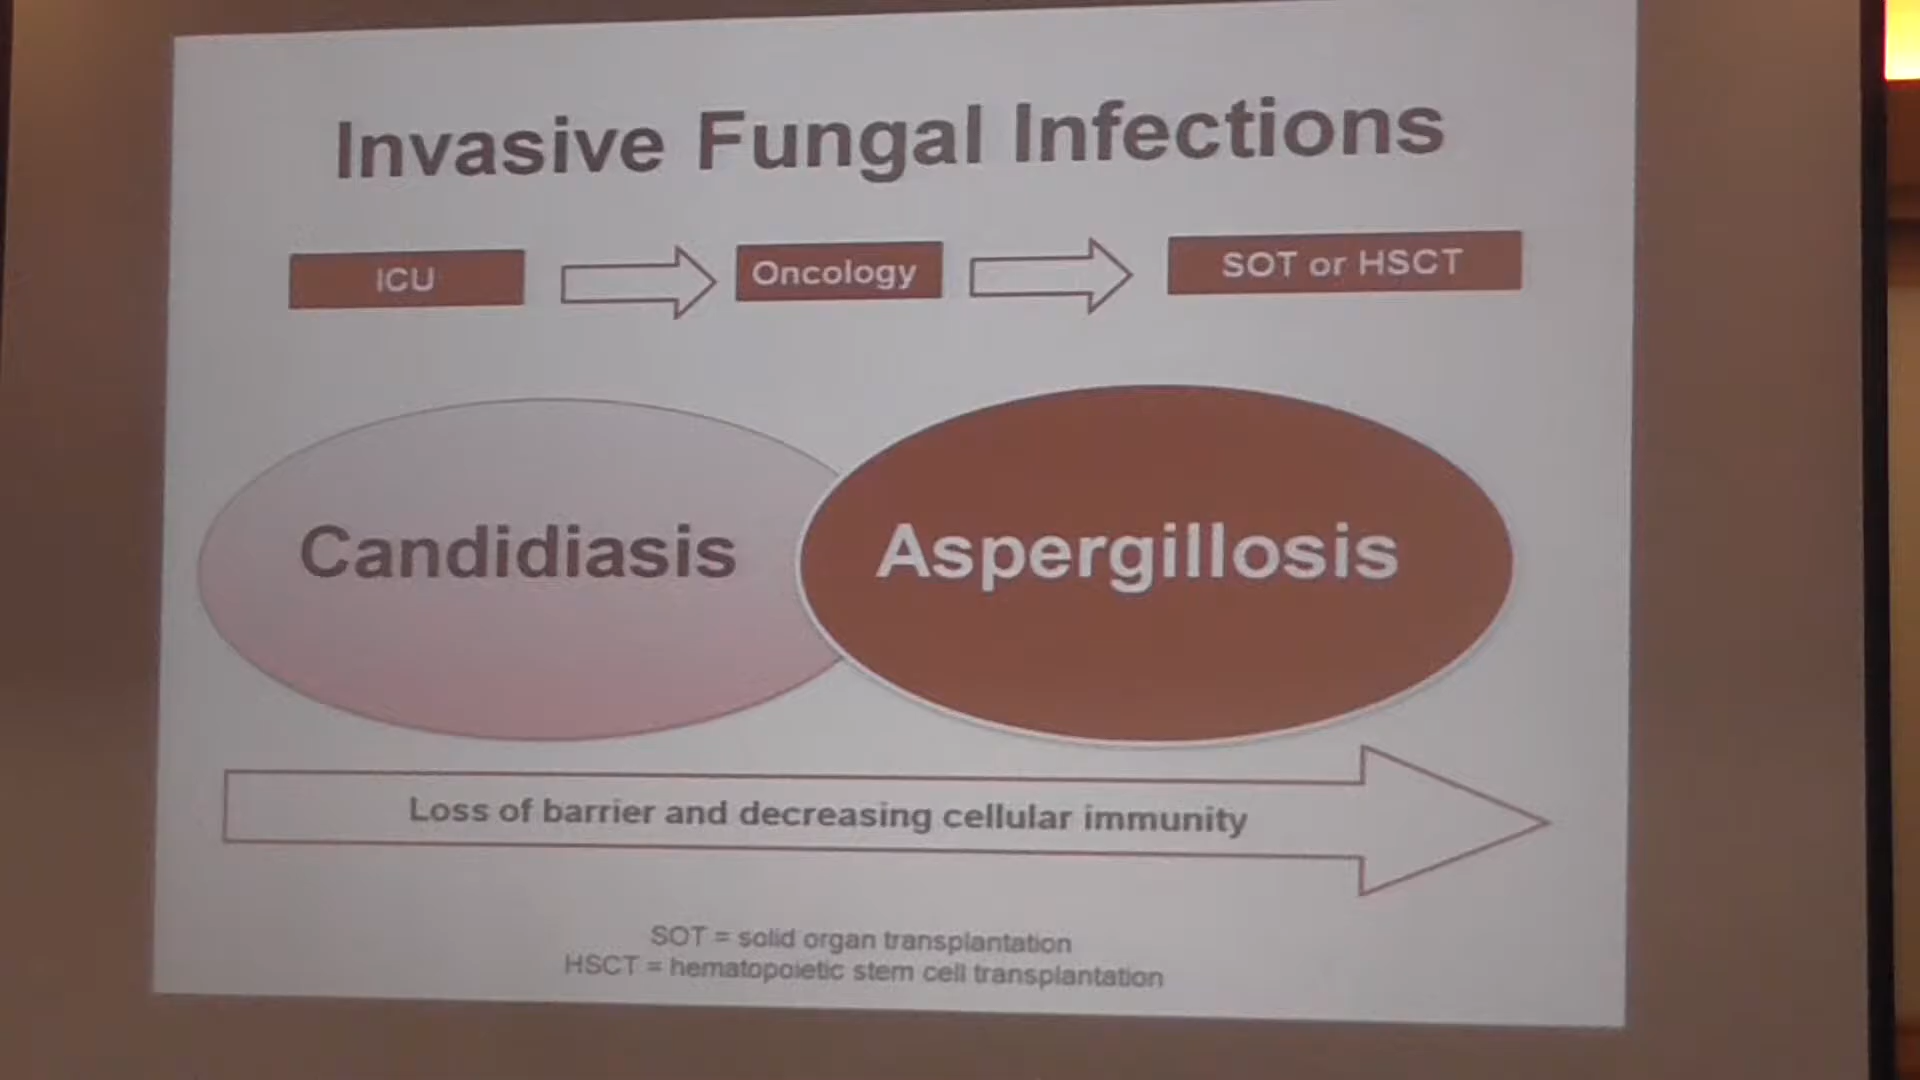 Invasive Fungal Infections
ICU
Oncology
SOT or HSCT
Candidiasis
Aspergillosis
Loss of barrier and decreasing cellular immunity
SOT = solid organ transplantation
HSCT = hematopoietic stem cell transplantation